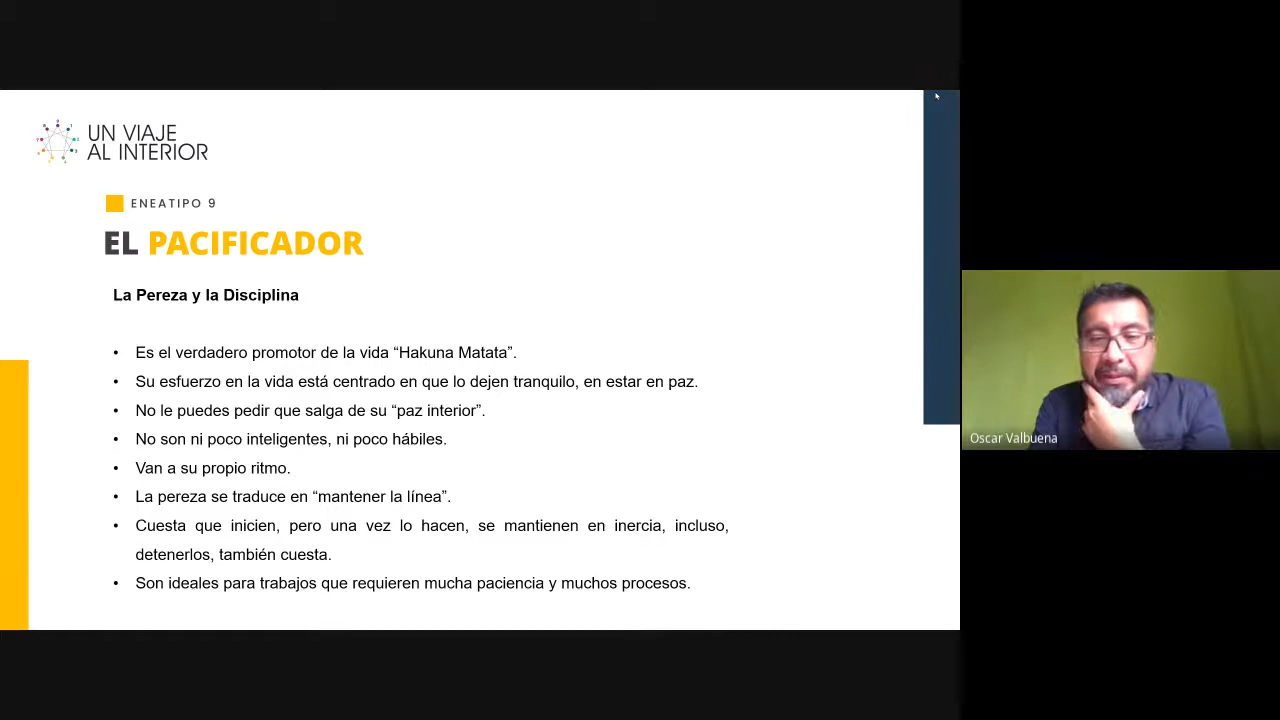 UN VIAJE
AL INTERIOR
ENEATIPO 9
EL PACIFICADOR
La Pereza y la Disciplina
• Es el verdadero promotor de la vida “Hakuna Matata”.
• Su esfuerzo en la vida está centrado en que lo dejen tranquilo, en estar en paz.
• No le puedes pedir que salga de su “paz interior”.
• No son ni poco inteligentes, ni poco hábiles.
• Van a su propio ritmo.
• La pereza se traduce en “mantener la línea”.
• Cuesta que inicien, pero una vez lo hacen, se mantienen en inercia, incluso,
detenerlos, también cuesta.
• Son ideales para trabajos que requieren mucha paciencia y muchos procesos.
Oscar Valbuena